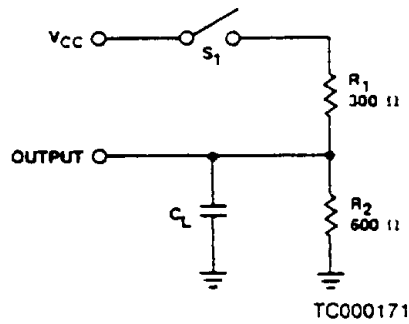 VCC
S1
R1
300 Ω
OUTPUT
CL
R2
600 Ω
TC000171